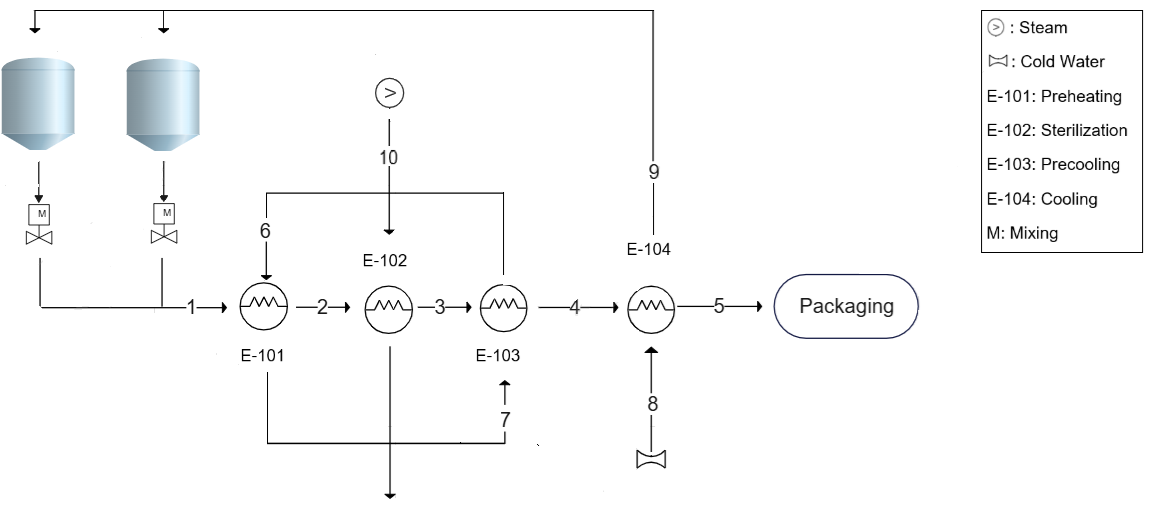 M
M
1
2
3
4
5
6
7
8
9
10
E-101
E-102
E-103
E-104
Packaging
: Steam
: Cold Water
E-101: Preheating
E-102: Sterilization
E-103: Precooling
E-104: Cooling
M: Mixing